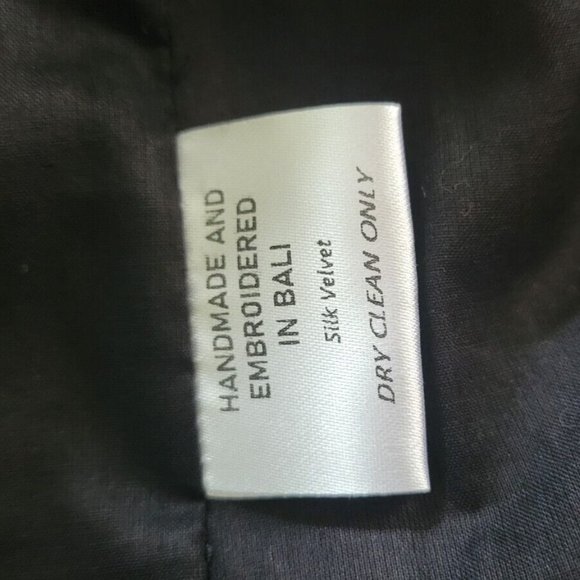 HANDMADE AND
EMBROIDERED
IN BALI
Silk Velvet
DRY CLEAN ONLY